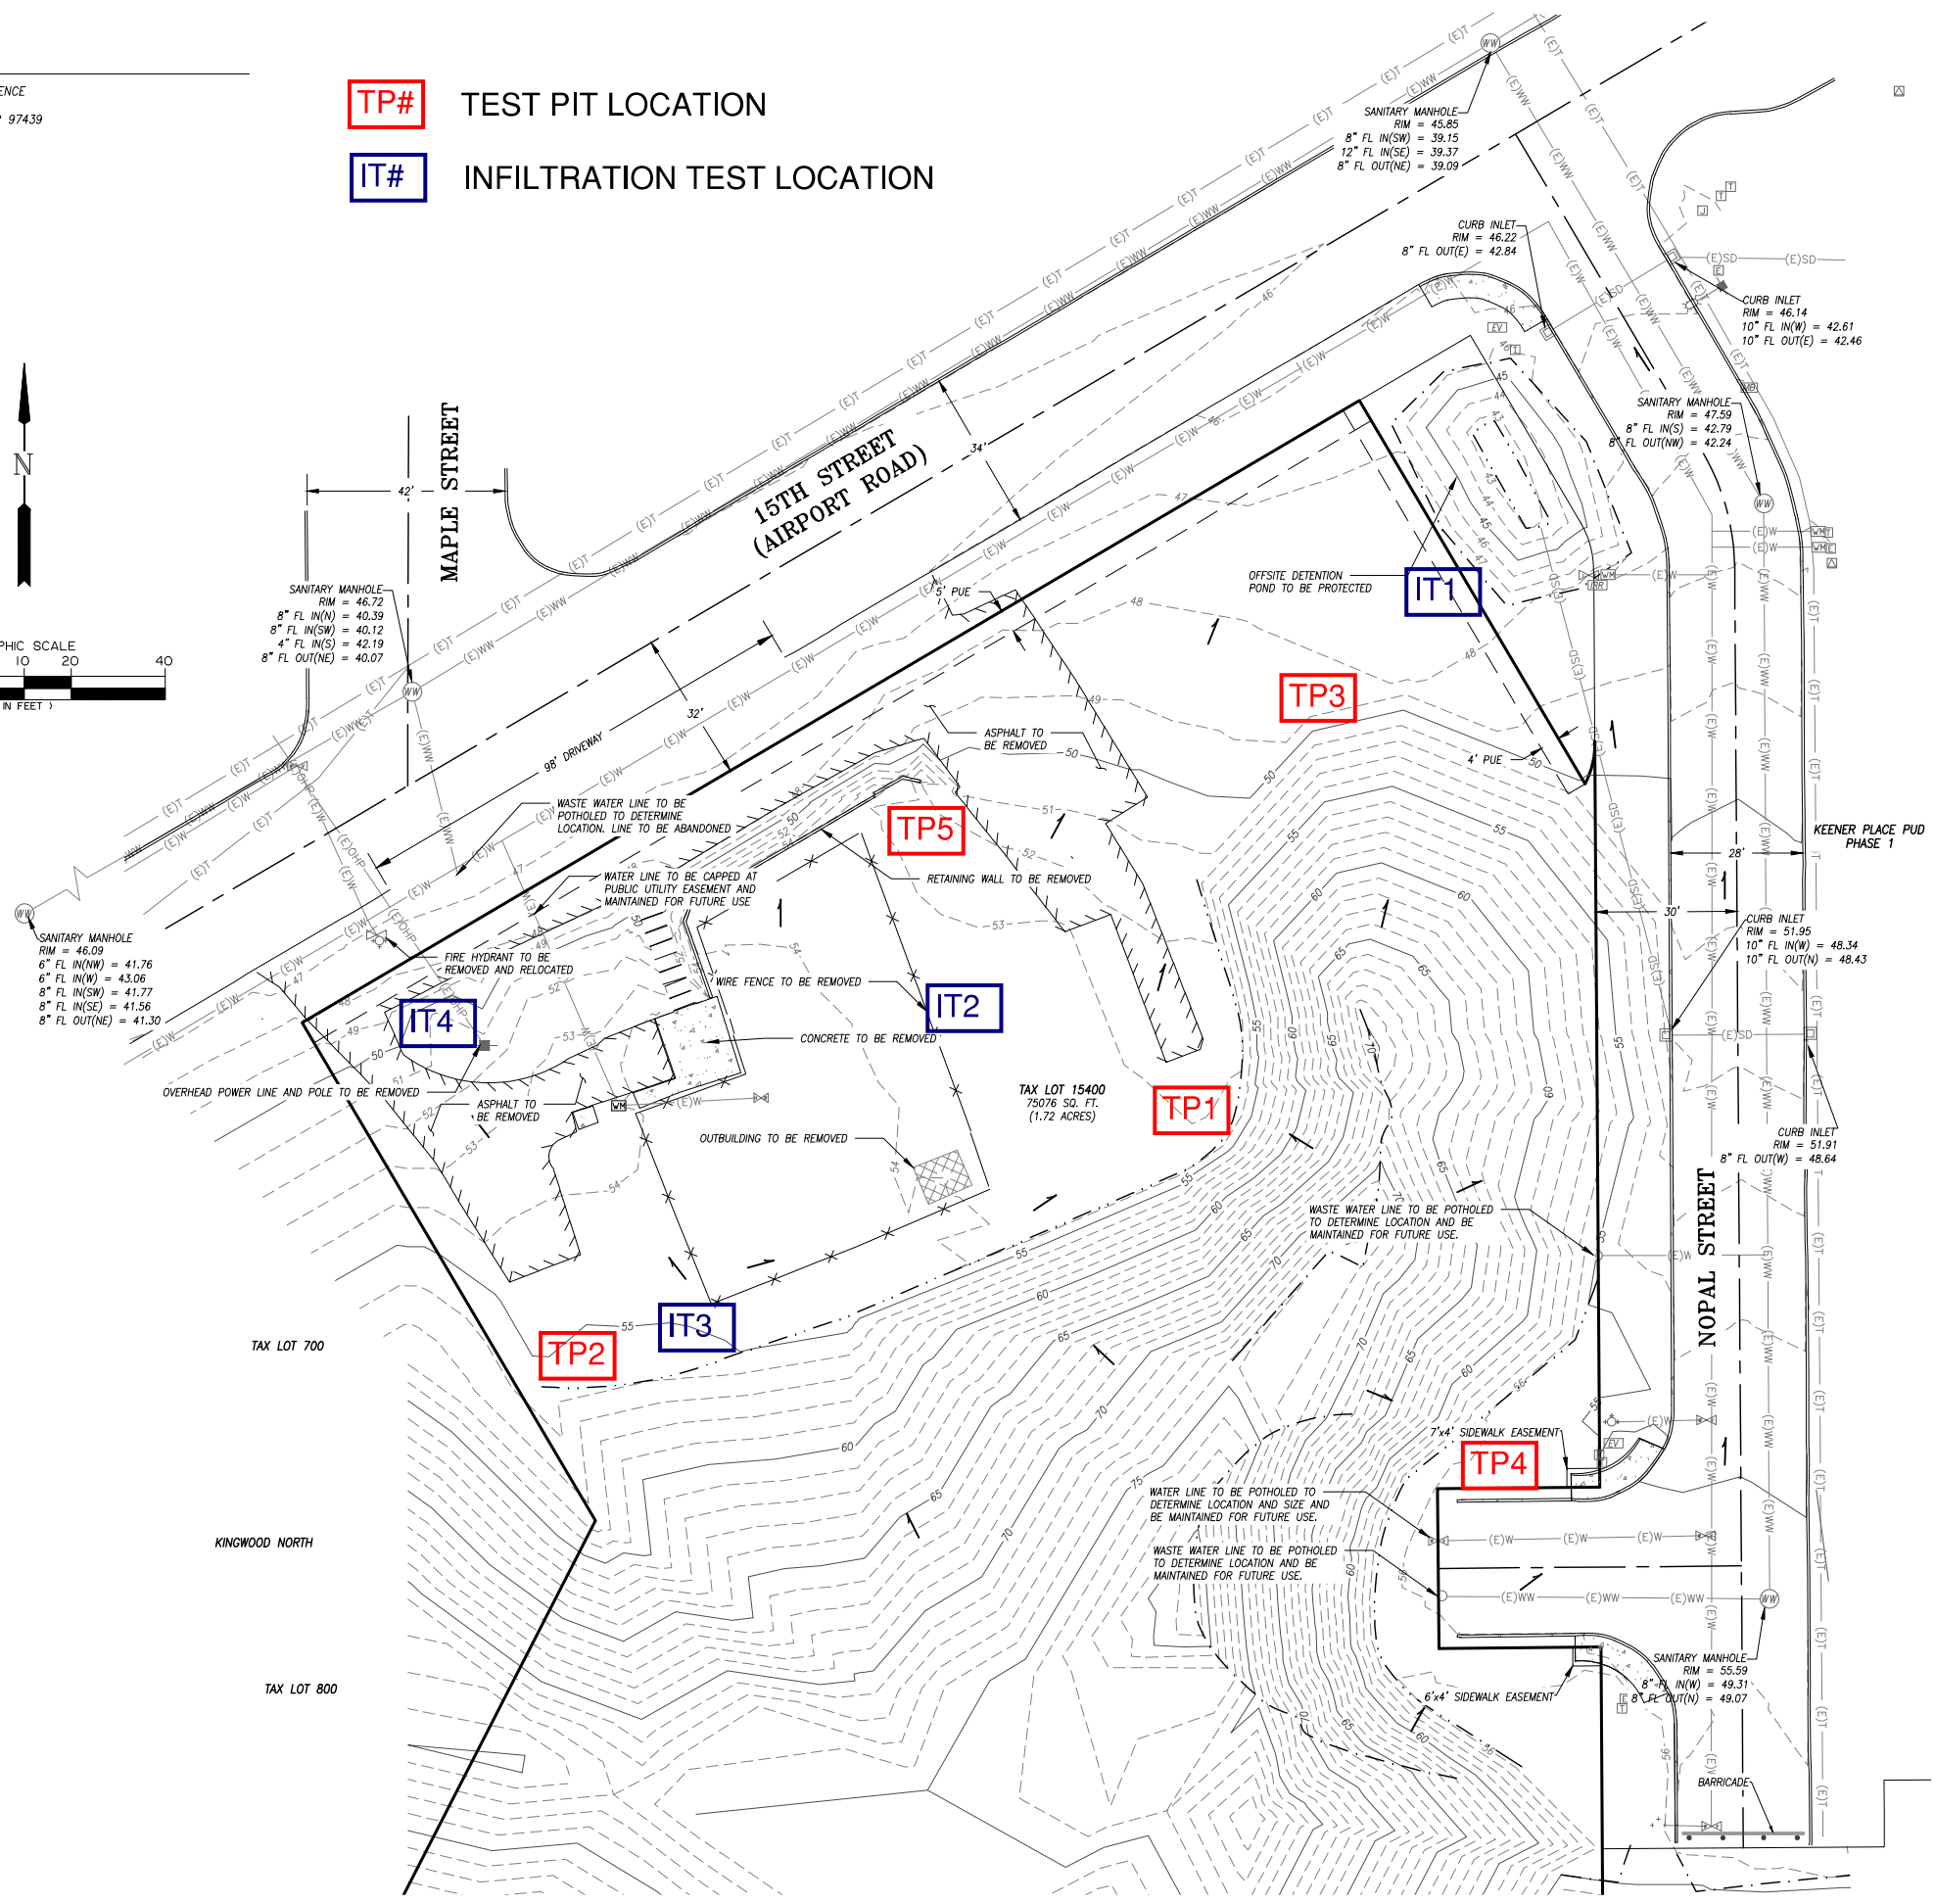 ENCE
97439
TP# TEST PIT LOCATION
IT# INFILTRATION TEST LOCATION
N
PHIC SCALE
10 20 40
IN FEET )
MAPLE STREET
42'
15TH STREET
(AIRPORT ROAD)
34'
32'
98' DRIVEWAY
5' PUE
SANITARY MANHOLE
RIM = 45.85
8" FL IN(SW) = 39.15
12" FL IN(SE) = 39.37
8" FL OUT(NE) = 39.09
CURB INLET
RIM = 46.22
8" FL OUT(E) = 42.84
CURB INLET
RIM = 46.14
10" FL IN(W) = 42.61
10" FL OUT(E) = 42.46
SANITARY MANHOLE
RIM = 47.59
8" FL IN(S) = 42.79
8" FL OUT(NW) = 42.24
SANITARY MANHOLE
RIM = 46.72
8" FL IN(N) = 40.39
8" FL IN(SW) = 40.12
4" FL IN(S) = 42.19
8" FL OUT(NE) = 40.07
OFFSITE DETENTION
POND TO BE PROTECTED
IT1
TP3
4' PUE
ASPHALT TO
BE REMOVED
WASTE WATER LINE TO BE
POTHOLED TO DETERMINE
LOCATION. LINE TO BE ABANDONED
TP5
RETAINING WALL TO BE REMOVED
WATER LINE TO BE CAPPED AT
PUBLIC UTILITY EASEMENT AND
MAINTAINED FOR FUTURE USE
KEENER PLACE PUD
PHASE 1
28'
30'
SANITARY MANHOLE
RIM = 46.09
6" FL IN(NW) = 41.76
6" FL IN(W) = 43.06
8" FL IN(SW) = 41.77
8" FL IN(SE) = 41.56
8" FL OUT(NE) = 41.30
FIRE HYDRANT TO BE
REMOVED AND RELOCATED
WIRE FENCE TO BE REMOVED
IT4
IT2
CONCRETE TO BE REMOVED
CURB INLET
RIM = 51.95
10" FL IN(W) = 48.34
10" FL OUT(N) = 48.43
OVERHEAD POWER LINE AND POLE TO BE REMOVED
ASPHALT TO
BE REMOVED
WM
TAX LOT 15400
75076 SQ. FT.
(1.72 ACRES)
TP1
OUTBUILDING TO BE REMOVED
CURB INLET
RIM = 51.91
8" FL OUT(W) = 48.64
WASTE WATER LINE TO BE POTHOLED
TO DETERMINE LOCATION AND BE
MAINTAINED FOR FUTURE USE.
NOPAL STREET
IT3
TP2
TAX LOT 700
7'x4' SIDEWALK EASEMENT
TP4
WATER LINE TO BE POTHOLED TO
DETERMINE LOCATION AND SIZE AND
BE MAINTAINED FOR FUTURE USE.
KINGWOOD NORTH
WASTE WATER LINE TO BE POTHOLED
TO DETERMINE LOCATION AND BE
MAINTAINED FOR FUTURE USE.
TAX LOT 800
6'x4' SIDEWALK EASEMENT
SANITARY MANHOLE
RIM = 55.59
8" FL IN(W) = 49.31
8" FL OUT(N) = 49.07
BARRICADE